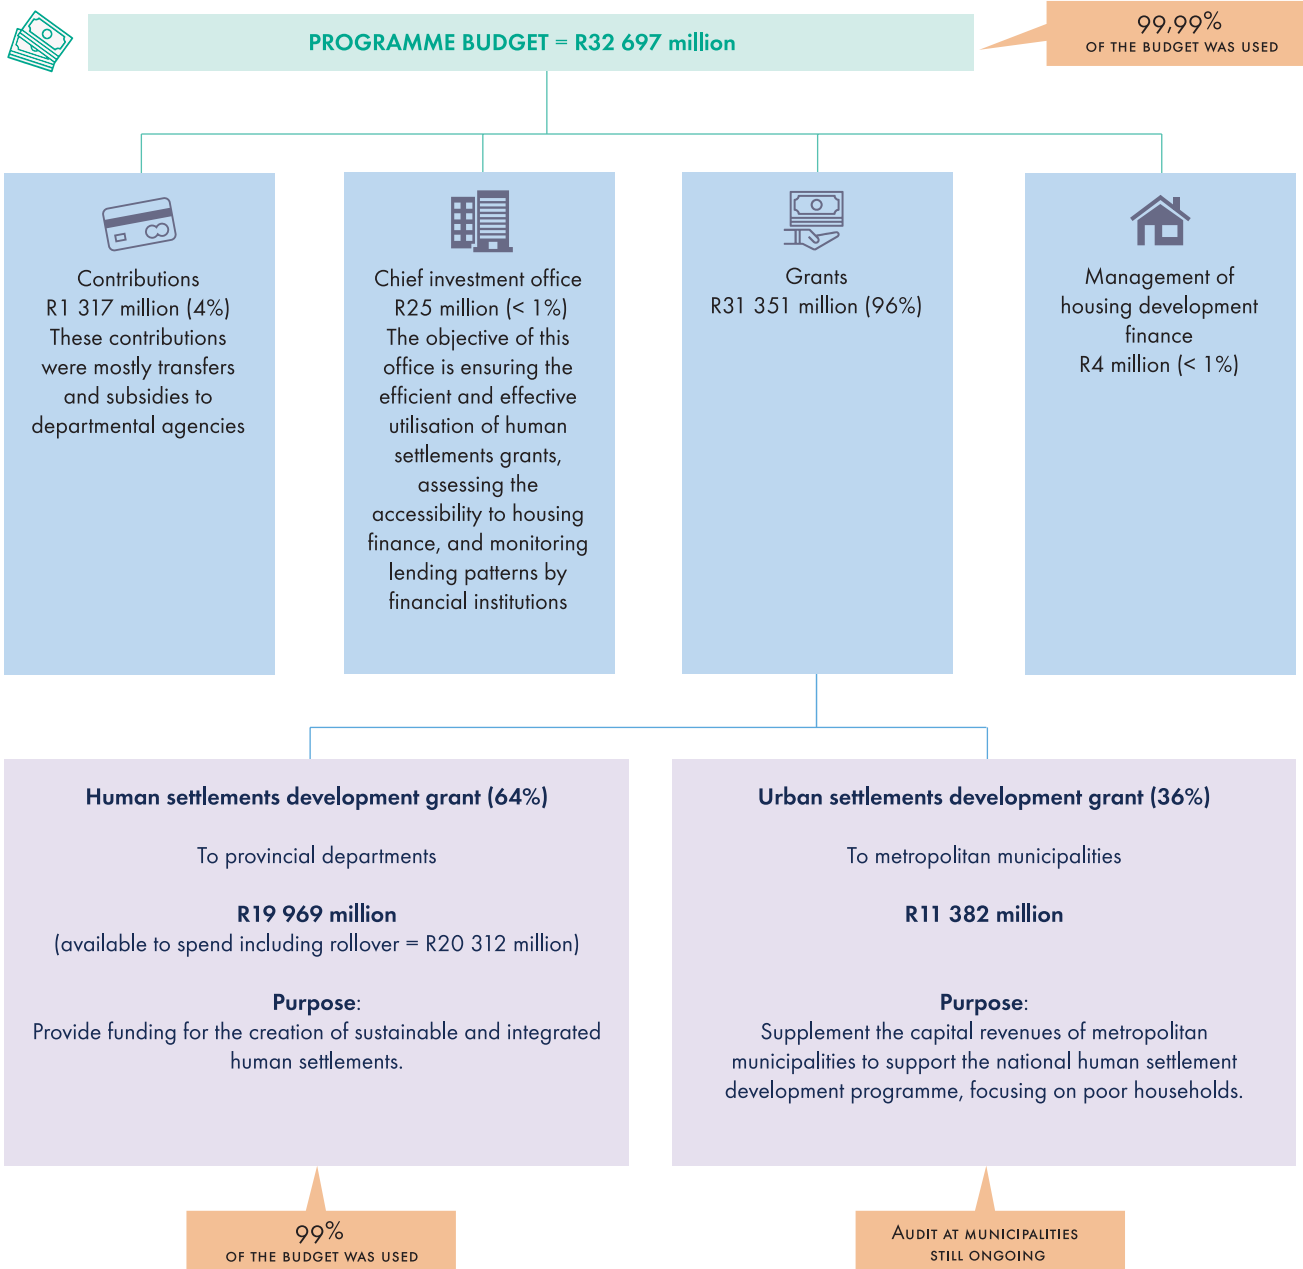 PROGRAMME BUDGET = R32 697 million
99,99%
OF THE BUDGET WAS USED
Contributions
R1 317 million (4%)
These contributions
were mostly transfers
and subsidies to
departmental agencies
Chief investment office
R25 million (< 1%)
The objective of this
office is ensuring the
efficient and effective
utilisation of human
settlements grants,
assessing the
accessibility to housing
finance, and monitoring
lending patterns by
financial institutions
Grants
R31 351 million (96%)
Management of
housing development
finance
R4 million (< 1%)
Human settlements development grant (64%)
To provincial departments
R19 969 million
(available to spend including rollover = R20 312 million)
Purpose:
Provide funding for the creation of sustainable and integrated
human settlements.
99%
OF THE BUDGET WAS USED
Urban settlements development grant (36%)
To metropolitan municipalities
R11 382 million
Purpose:
Supplement the capital revenues of metropolitan
municipalities to support the national human settlement
development programme, focusing on poor households.
AUDIT AT MUNICIPALITIES
STILL ONGOING